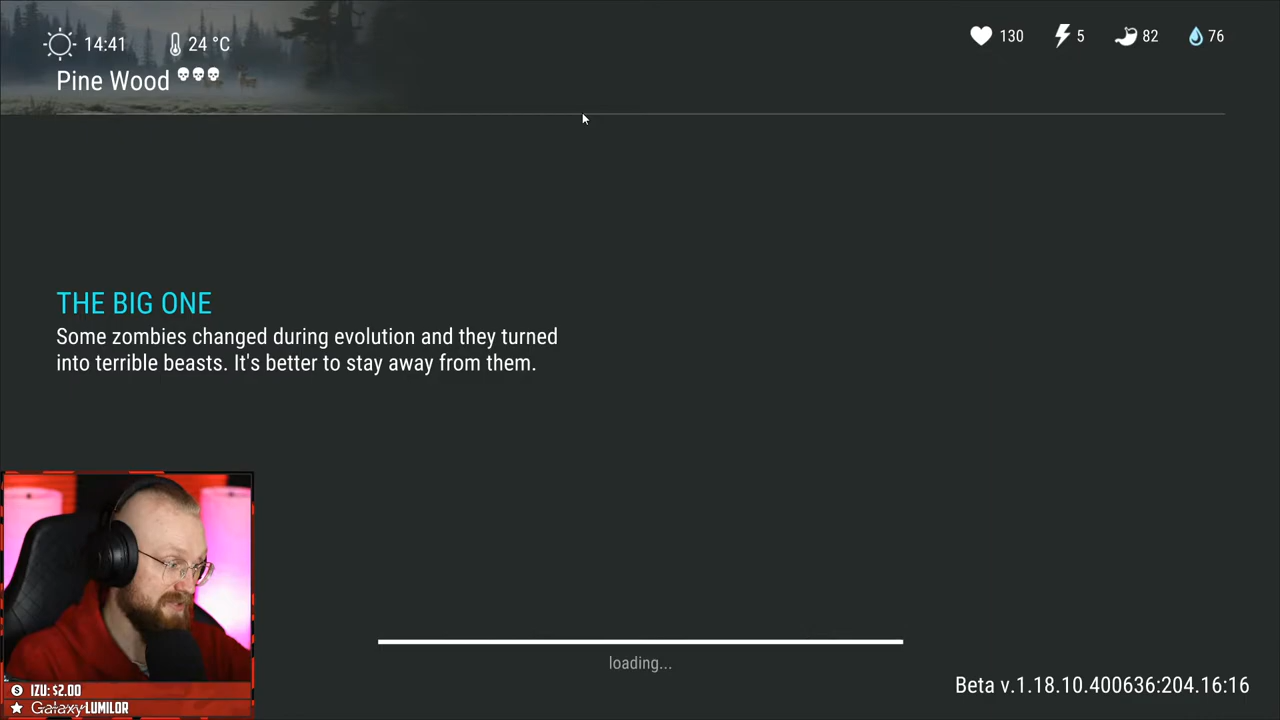 14:41 24 °C
Pine Wood
130 5 82 76
THE BIG ONE
Some zombies changed during evolution and they turned
into terrible beasts. It's better to stay away from them.
loading...
Beta v.1.18.10.400636:204.16:16
IZU: $2.00
GalaxyLUMILOR